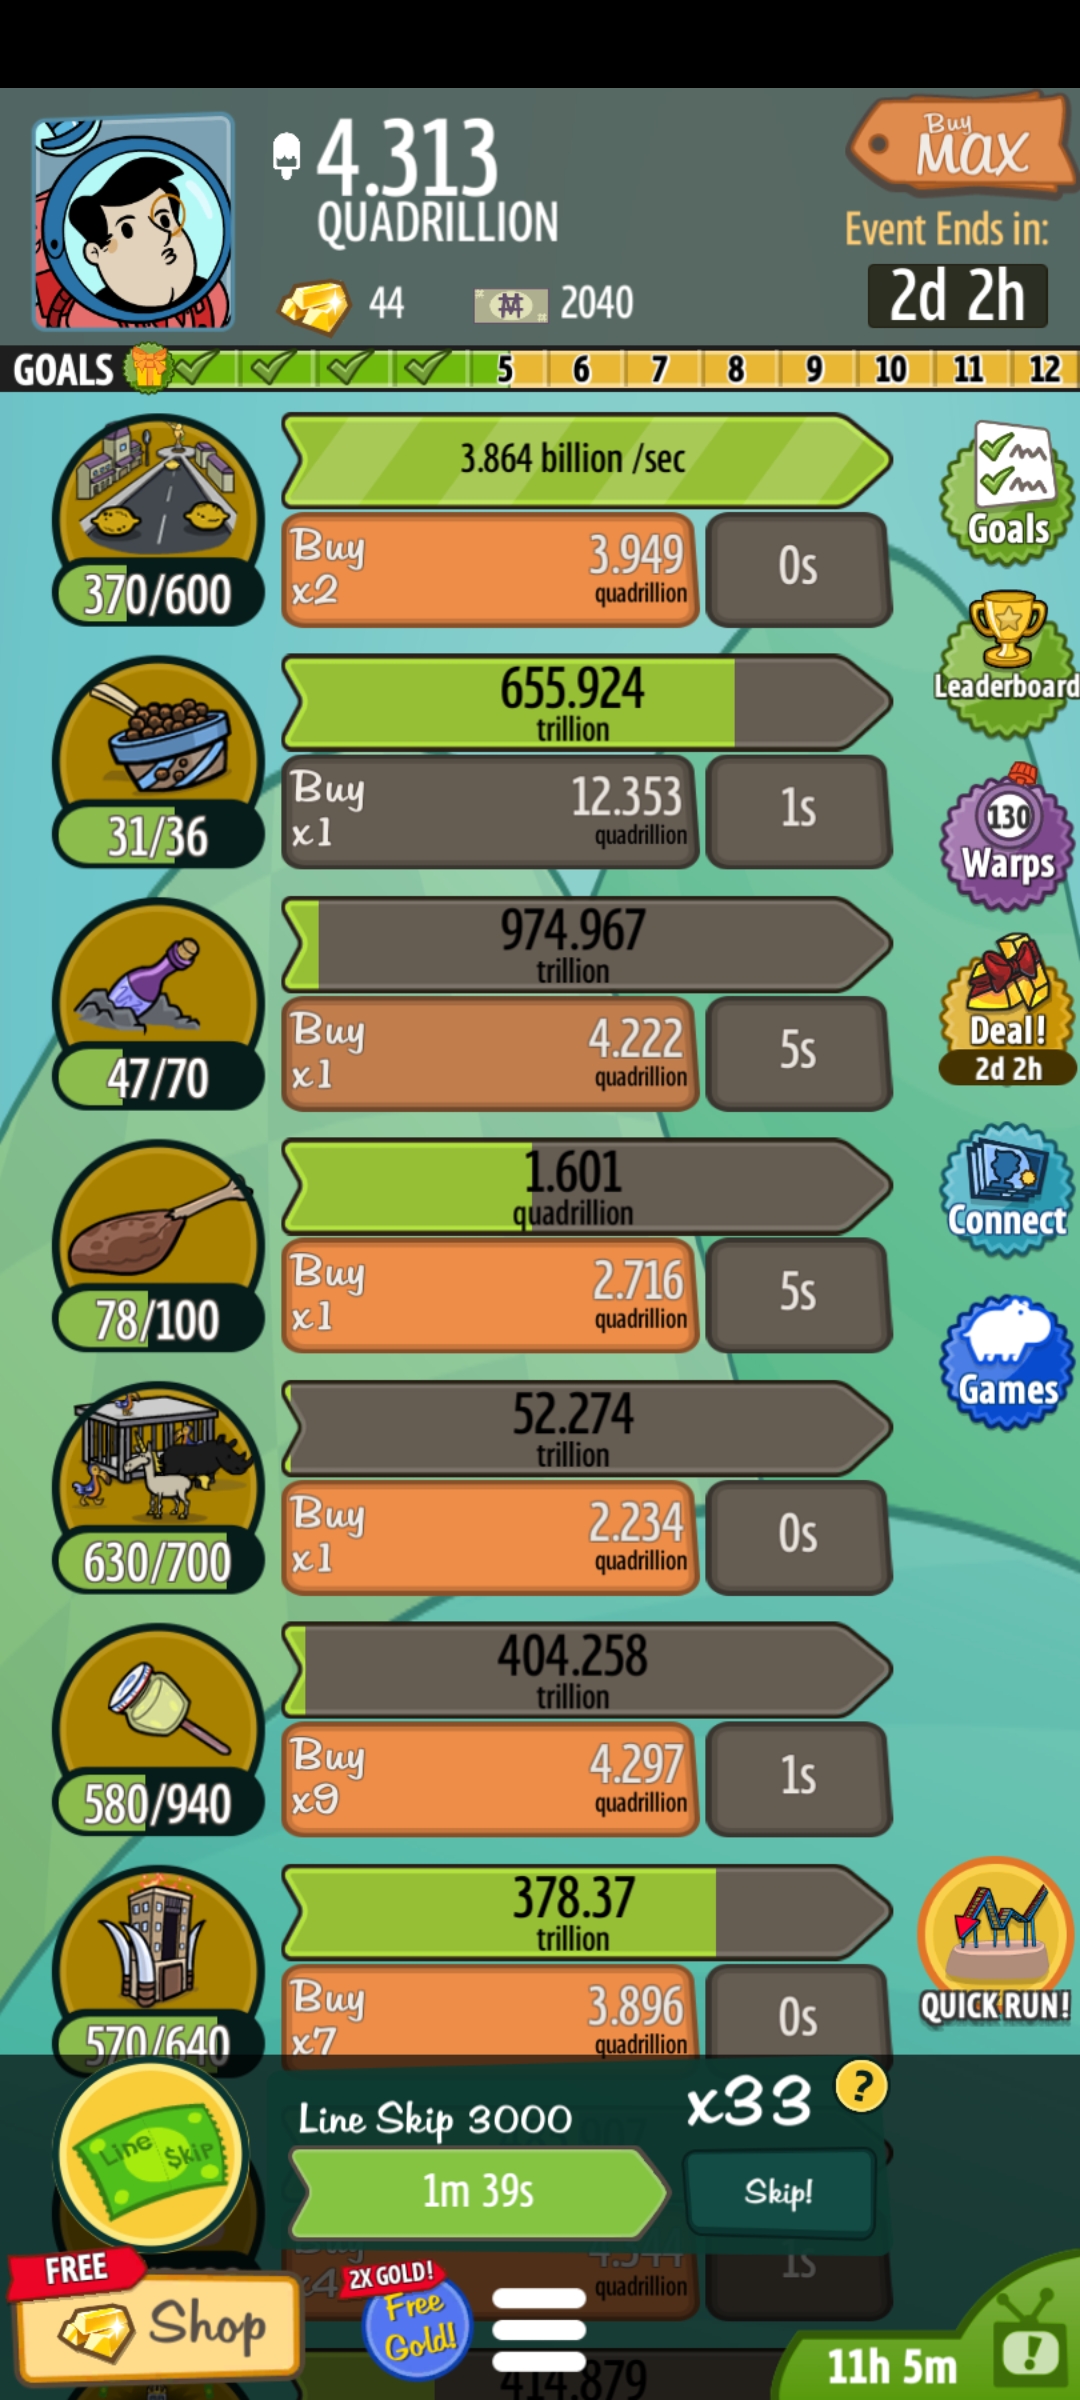 4.313
QUADRILLION
Buy
MAX
Event Ends in:
2d 2h
44
2040
GOALS 5 6 7 8 9 10 11 12
3.864 billion /sec
Buy
x2
3.949
quadrillion
0s
370/600
Goals
655.924
trillion
Leaderboard
Buy
x1
12.353
quadrillion
1s
31/36
130
Warps
974.967
trillion
Buy
x1
4.222
quadrillion
5s
47/70
Deal!
2d 2h
1.601
quadrillion
Buy
x1
2.716
quadrillion
5s
78/100
Connect
52.274
trillion
Games
Buy
x1
2.234
quadrillion
0s
630/700
404.258
trillion
Buy
x9
4.297
quadrillion
1s
580/940
378.37
trillion
Buy
x7
3.896
quadrillion
0s
570/640
QUICK RUN!
Line Skip
Line Skip 3000
x33
?
1m 39s
Skip!
quadrillion
1s
FREE
Shop
2X GOLD!
Free
Gold!
414.879
11h 5m